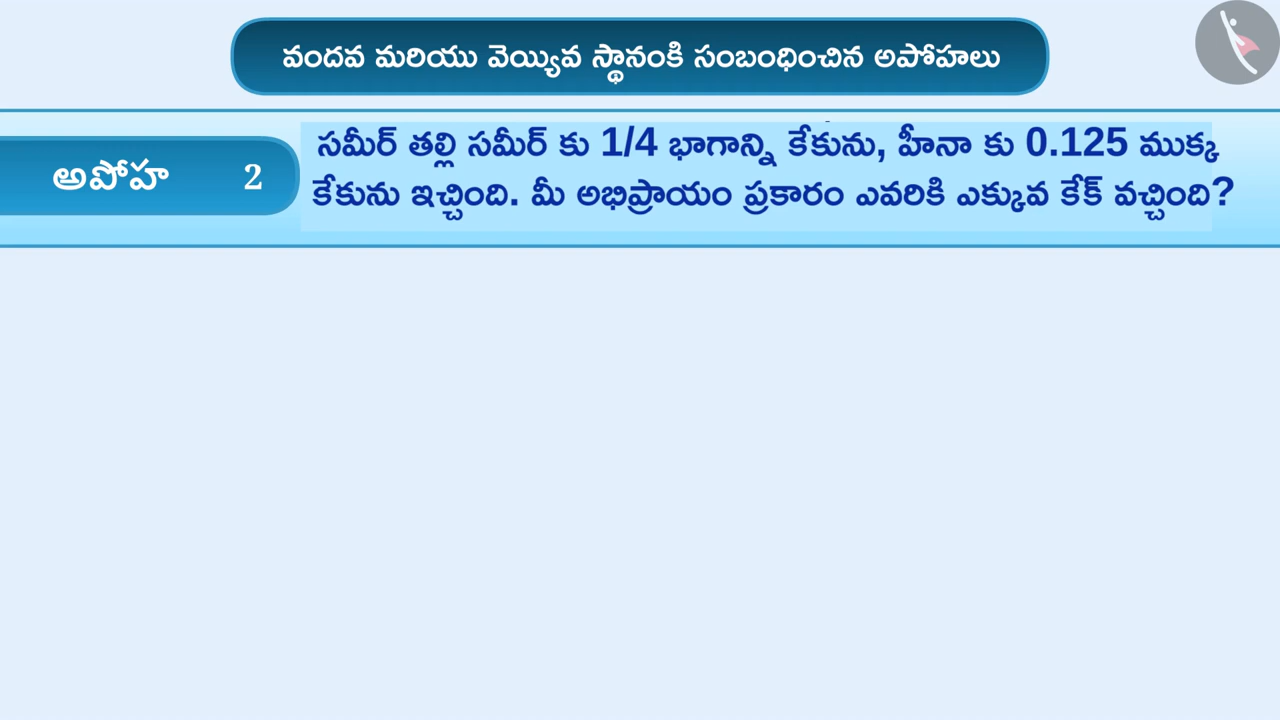 వందవ మరియు వెయ్యివ స్థానంకి సంబంధించిన అపోహలు
అపోహ 2
సమీర్ తల్లి సమీర్ కు 1/4 భాగాన్ని కేకును, హీనా కు 0.125 ముక్క
కేకును ఇచ్చింది. మీ అభిప్రాయం ప్రకారం ఎవరికి ఎక్కువ కేక్ వచ్చింది?